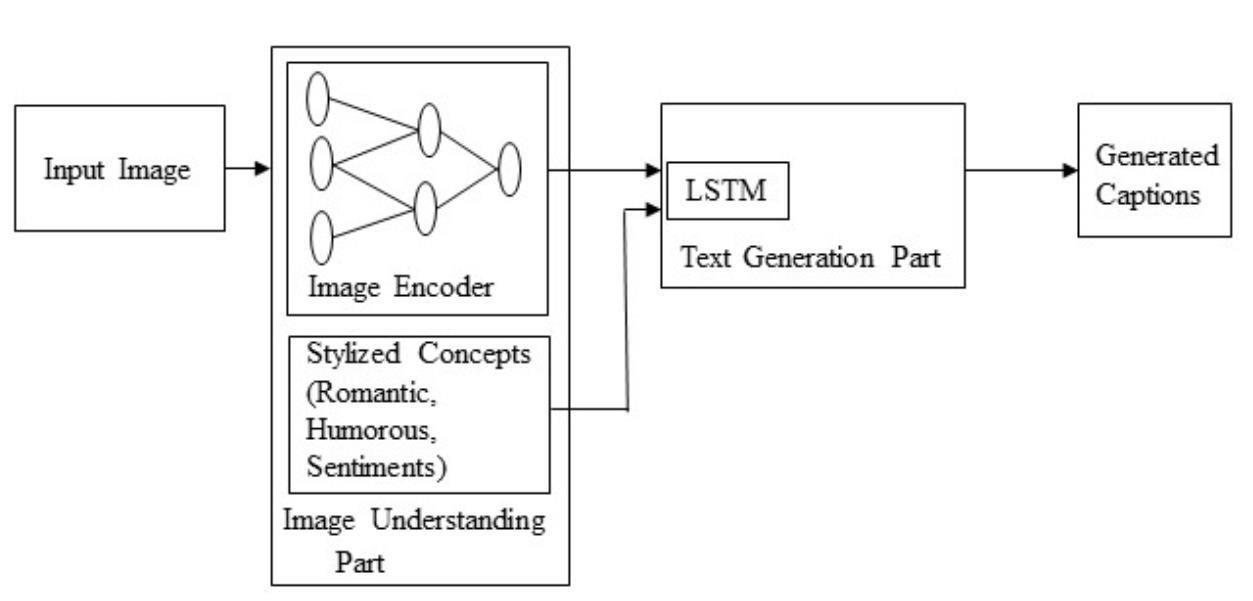 Input Image
Image Encoder
Stylized Concepts
(Romantic,
Humorous,
Sentiments)
Image Understanding
Part
LSTM
Text Generation Part
Generated
Captions